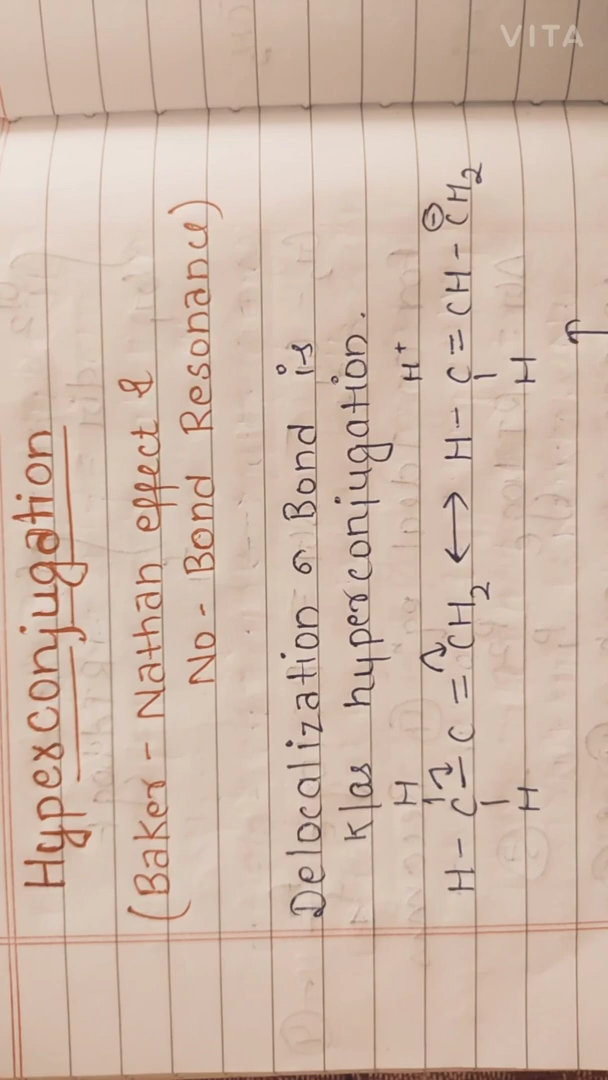 Hyperconjugation
(Baker - Nathan effect &
No - Bond Resonance)
Delocalization σ Bond is
K/as hyperconjugation.
H H⁺
H - C - C = CH₂ ↔ H - C = CH - CH₂ ⊖
H H
VITA